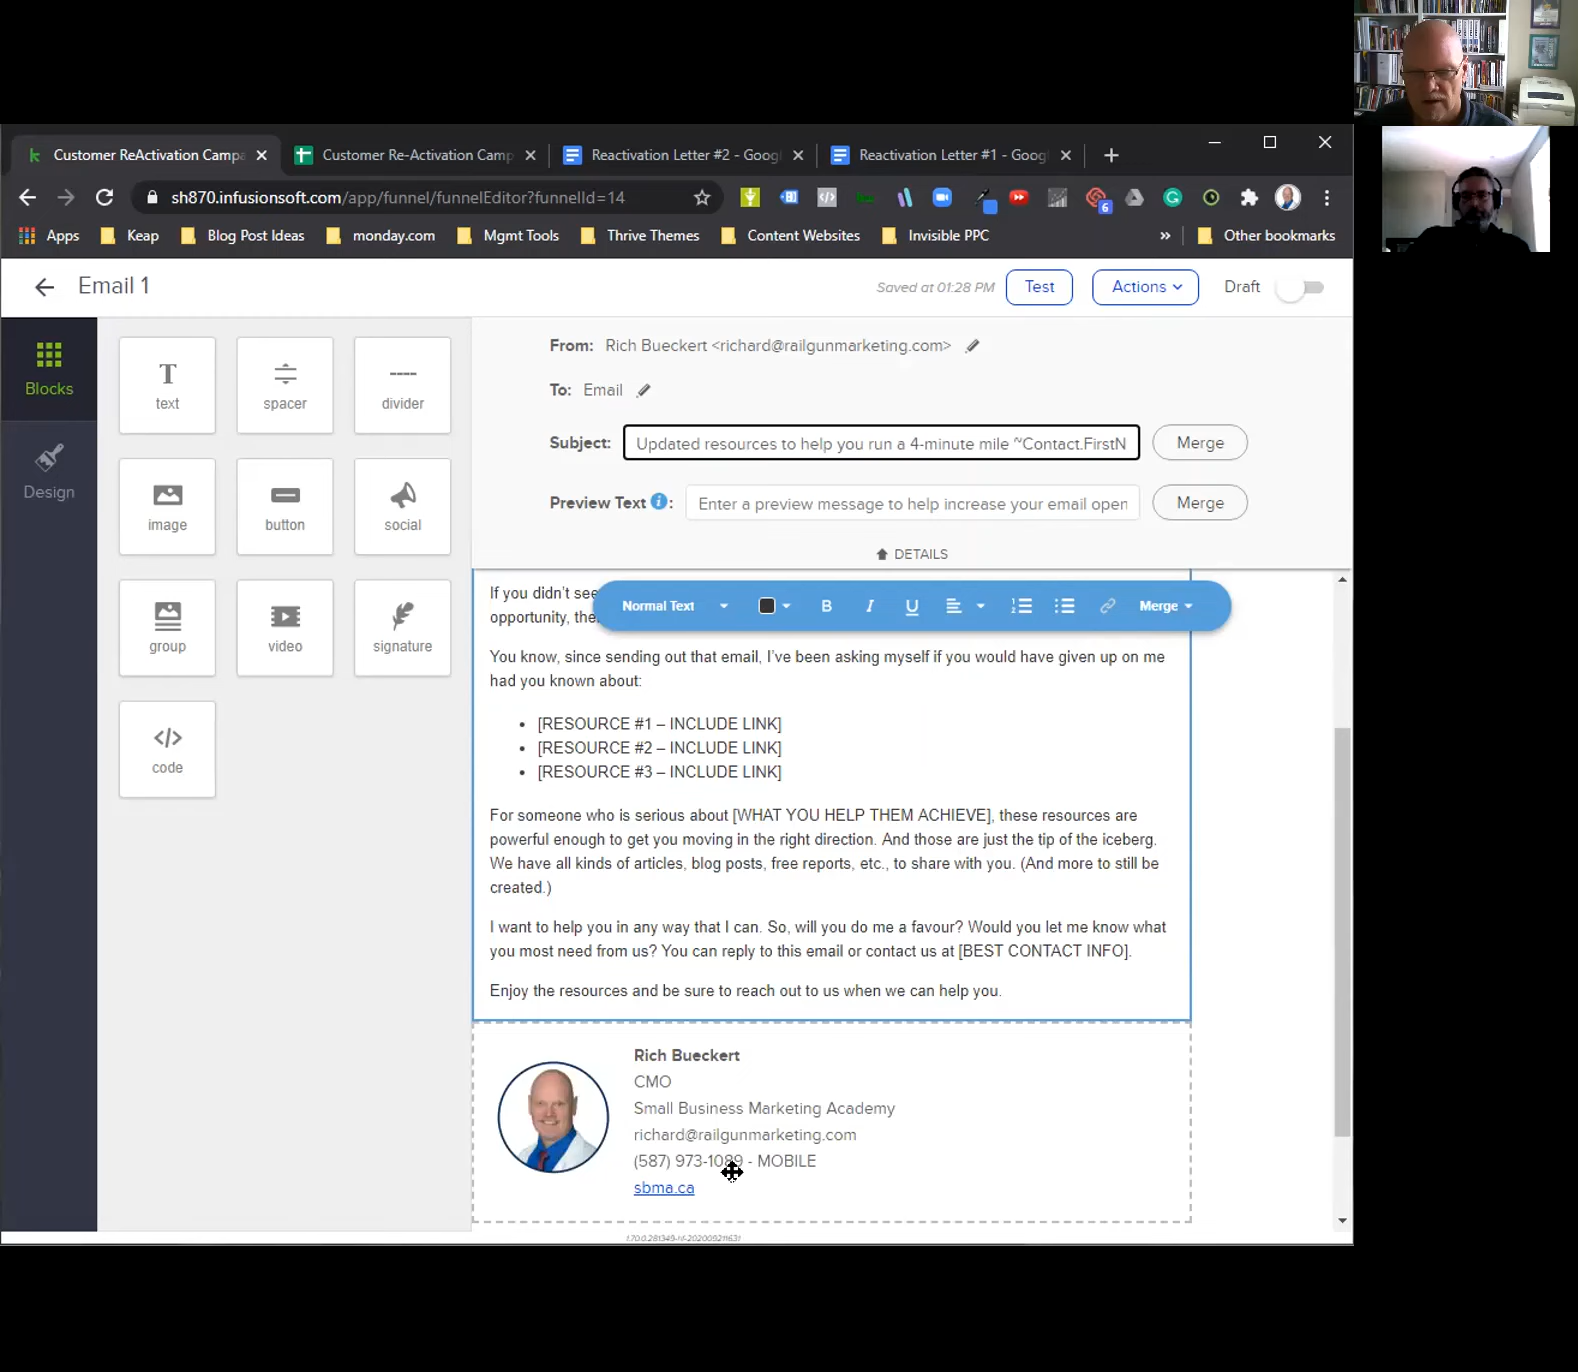 Customer ReActivation Campa
Customer Re-Activation Camp
Reactivation Letter #2 - Goog
Reactivation Letter #1 - Goog
sh870.infusionsoft.com/app/funnel/funnelEditor?funnelId=14
6
Apps
Keap
Blog Post Ideas
monday.com
Mgmt Tools
Thrive Themes
Content Websites
Invisible PPC
»
Other bookmarks
Email 1
Saved at 01:28 PM
Test
Actions
Draft
Blocks
Design
text
spacer
divider
image
button
social
group
video
signature
code
From: Rich Bueckert <richard@railgunmarketing.com>
To: Email
Subject: Updated resources to help you run a 4-minute mile ~Contact.FirstN
Merge
Preview Text : Enter a preview message to help increase your email open
Merge
DETAILS
Normal Text
B I U
Merge
If you didn't see
opportunity, the
You know, since sending out that email, I've been asking myself if you would have given up on me
had you known about:
• [RESOURCE #1 – INCLUDE LINK]
• [RESOURCE #2 – INCLUDE LINK]
• [RESOURCE #3 – INCLUDE LINK]
For someone who is serious about [WHAT YOU HELP THEM ACHIEVE], these resources are
powerful enough to get you moving in the right direction. And those are just the tip of the iceberg.
We have all kinds of articles, blog posts, free reports, etc., to share with you. (And more to still be
created.)
I want to help you in any way that I can. So, will you do me a favour? Would you let me know what
you most need from us? You can reply to this email or contact us at [BEST CONTACT INFO].
Enjoy the resources and be sure to reach out to us when we can help you.
Rich Bueckert
CMO
Small Business Marketing Academy
richard@railgunmarketing.com
(587) 973-1089 - MOBILE
sbma.ca